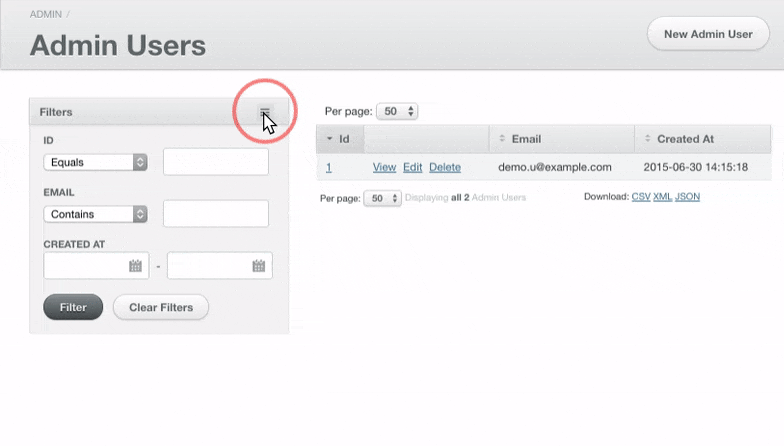 ADMIN /
Admin Users
New Admin User
Filters
ID
Equals
EMAIL
Contains
CREATED AT
-
Filter Clear Filters
Per page: 50
Id Email Created At
1 View Edit Delete demo.u@example.com 2015-06-30 14:15:18
Per page: 50 Displaying all 2 Admin Users Download: CSV XML JSON